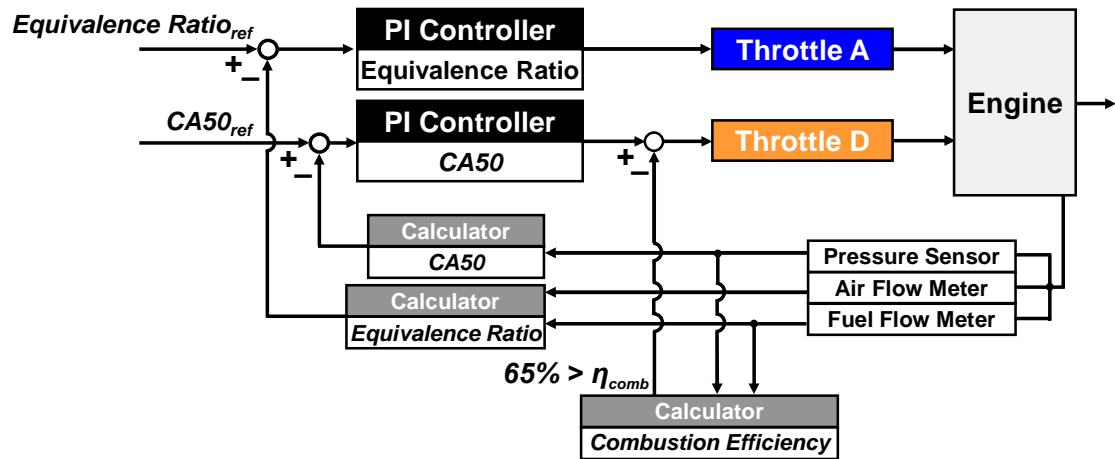 Equivalence Ratio_ref
+
−
PI Controller
Equivalence Ratio
Throttle A
Engine
CA50_ref
+
−
PI Controller
CA50
+
−
Throttle D
Calculator
CA50
Pressure Sensor
Air Flow Meter
Fuel Flow Meter
Calculator
Equivalence Ratio
65% > η_comb
Calculator
Combustion Efficiency